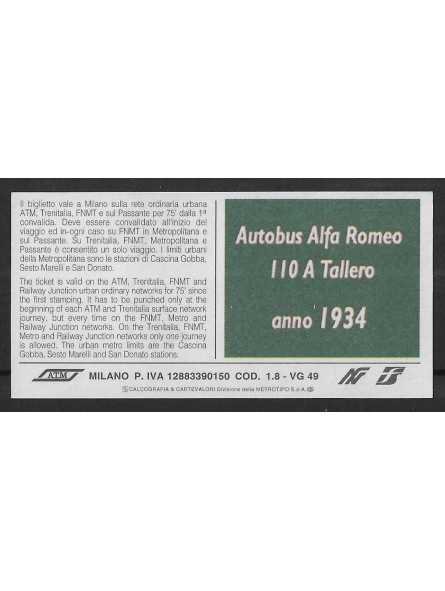 Il biglietto vale a Milano sulla rete ordinaria urbana
ATM, Trenitalia, FNMT e sul Passante per 75' dalla 1ª
convalida. Deve essere convalidato all'inizio del
viaggio ed in-ogni caso su FNMT in Metropolitana e
sul Passante. Su Trenitalia, FNMT, Metropolitana e
Passante è consentito un solo viaggio. I limiti urbani
della Metropolitana sono le stazioni di Cascina Gobba,
Sesto Marelli e San Donato.
The ticket is valid on the ATM, Trenitalia, FNMT and
Railway Junction urban ordinary networks for 75' since
the first stamping. It has to be punched only at the
beginning of each ATM and Trenitalia surface network
journey, but every time on the FNMT, Metro and
Railway Junction networks. On the Trenitalia, FNMT,
Metro and Railway Junction networks only one journey
is allowed. The urban metro limits are the Cascina
Gobba, Sesto Marelli and San Donato stations.
Autobus Alfa Romeo
110 A Tallero
anno 1934
ATM MILANO P. IVA 12883390150 COD. 1.8 - VG 49
CALCOGRAFIA & CARTEVALORI Divisione della METROTIPO S.p.A.